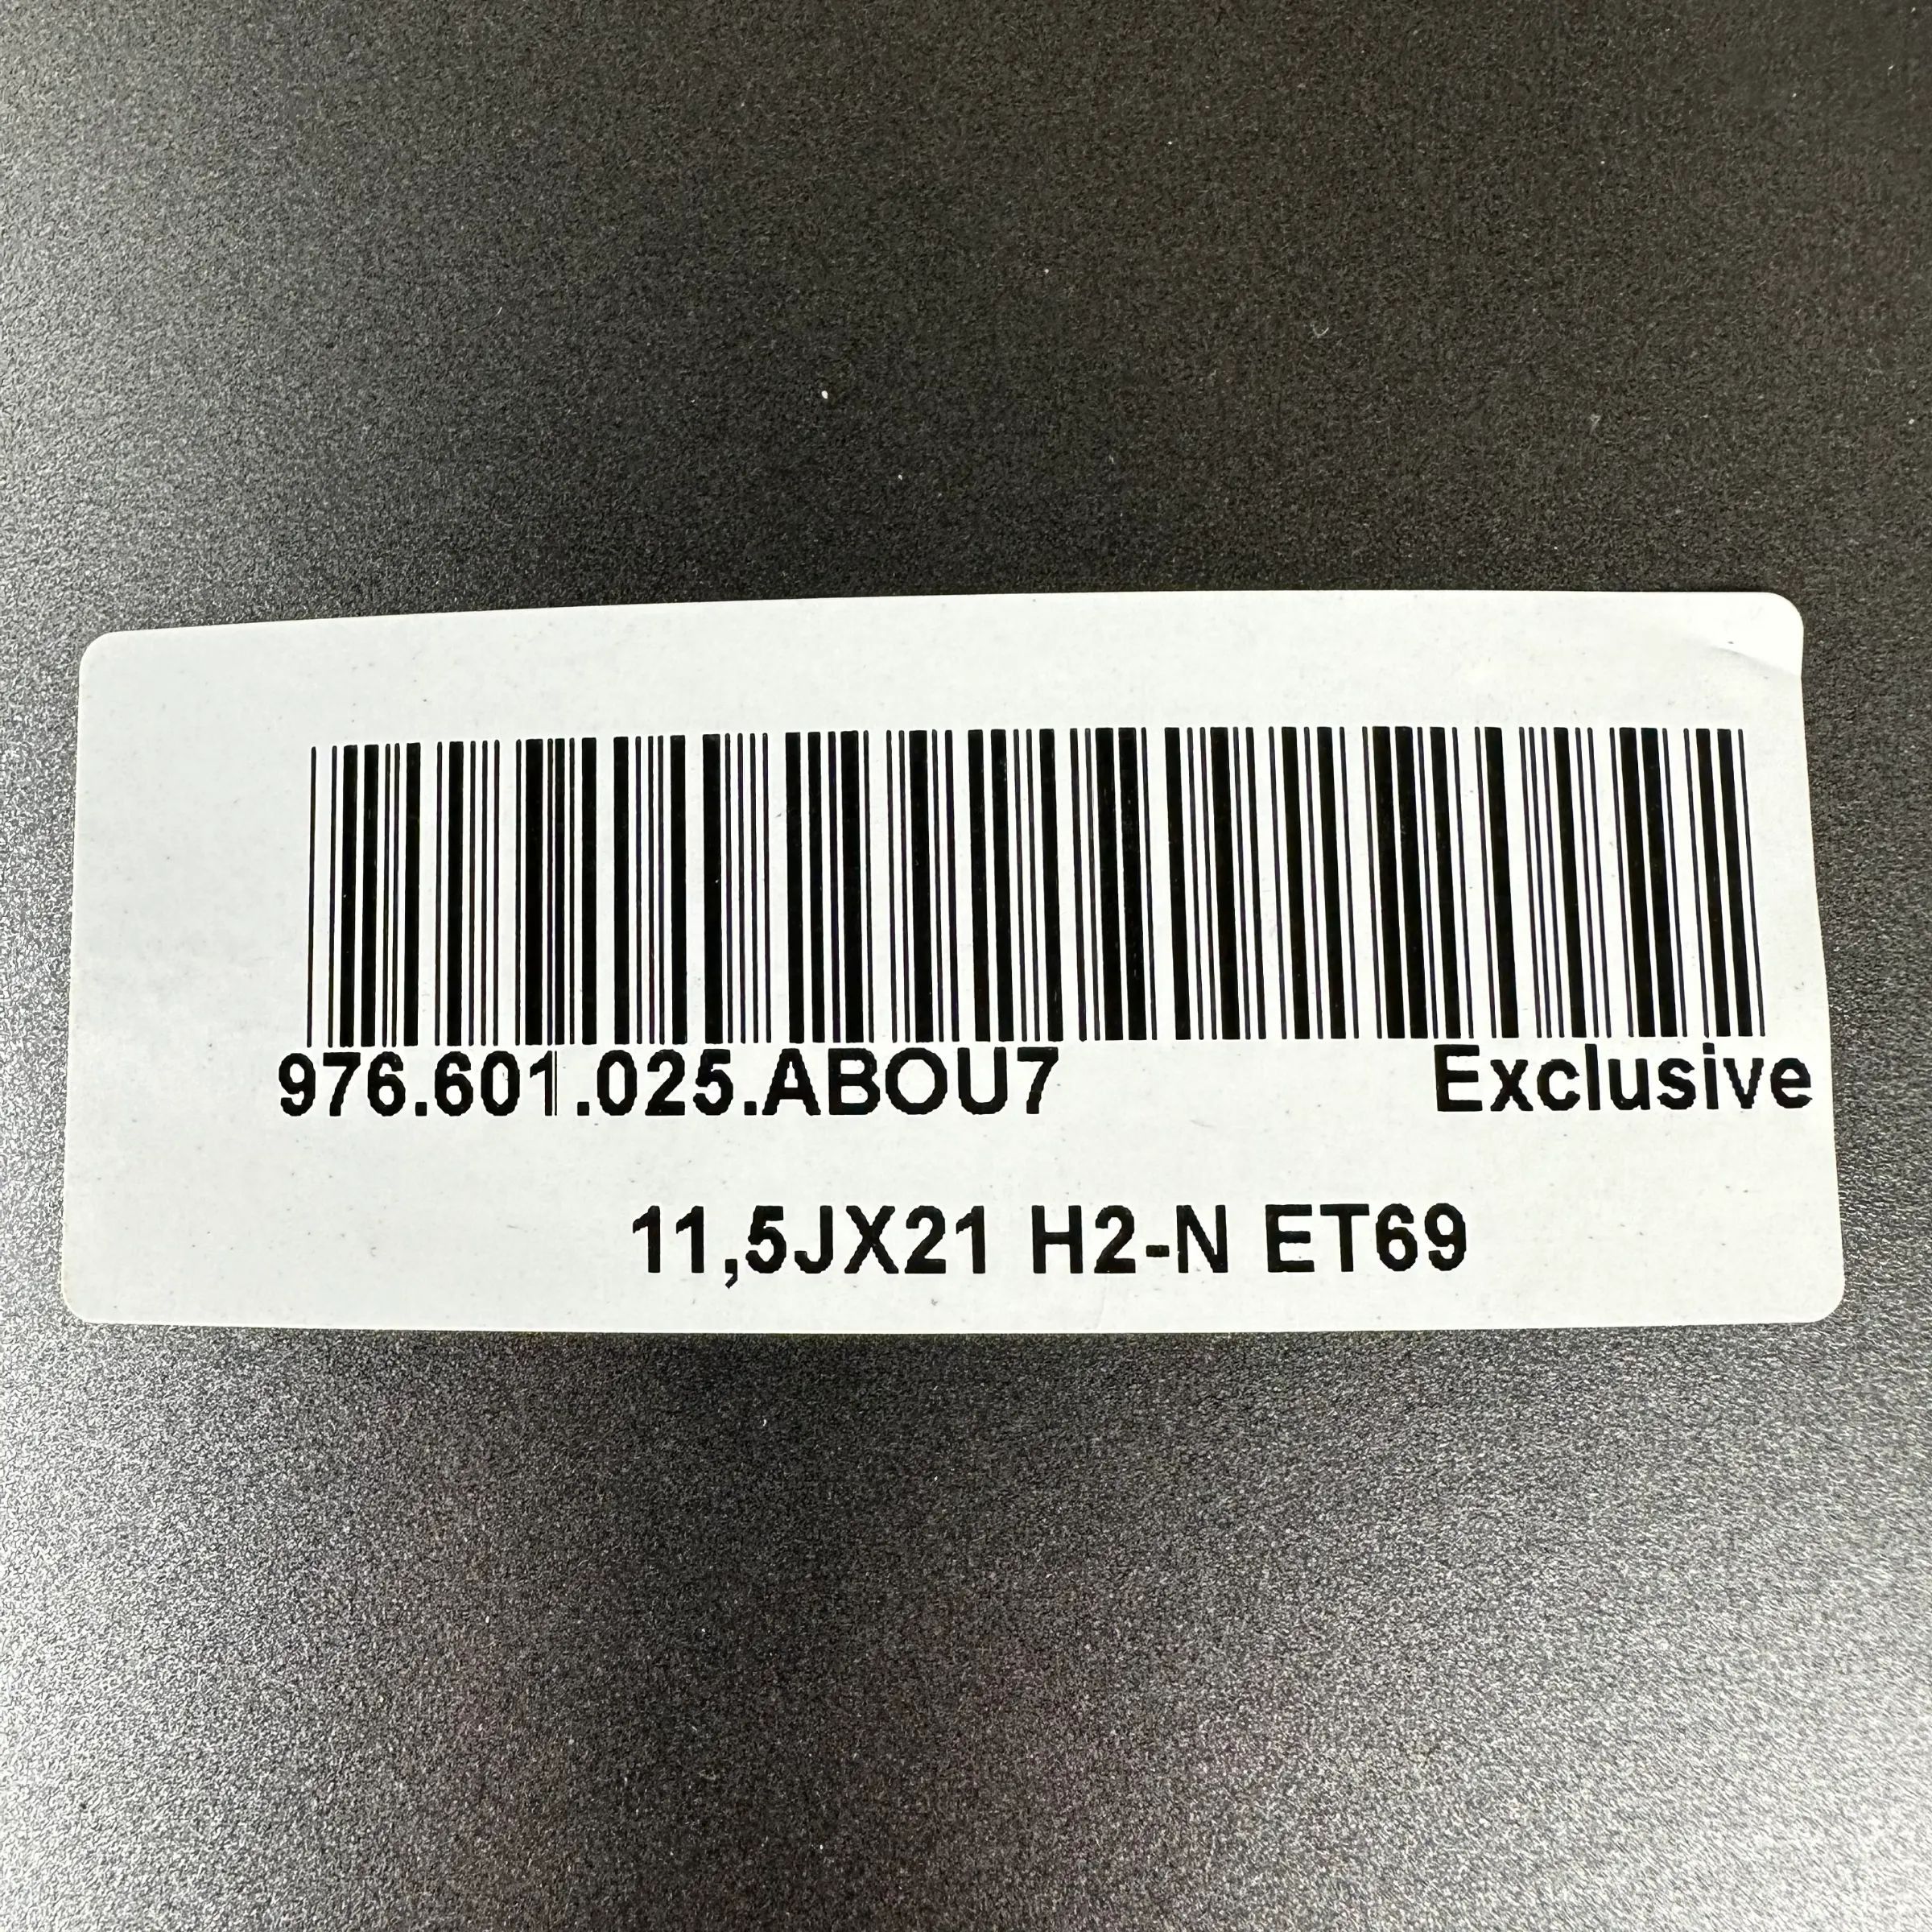 976.601.025.ABOU7 Exclusive
11,5JX21 H2-N ET69